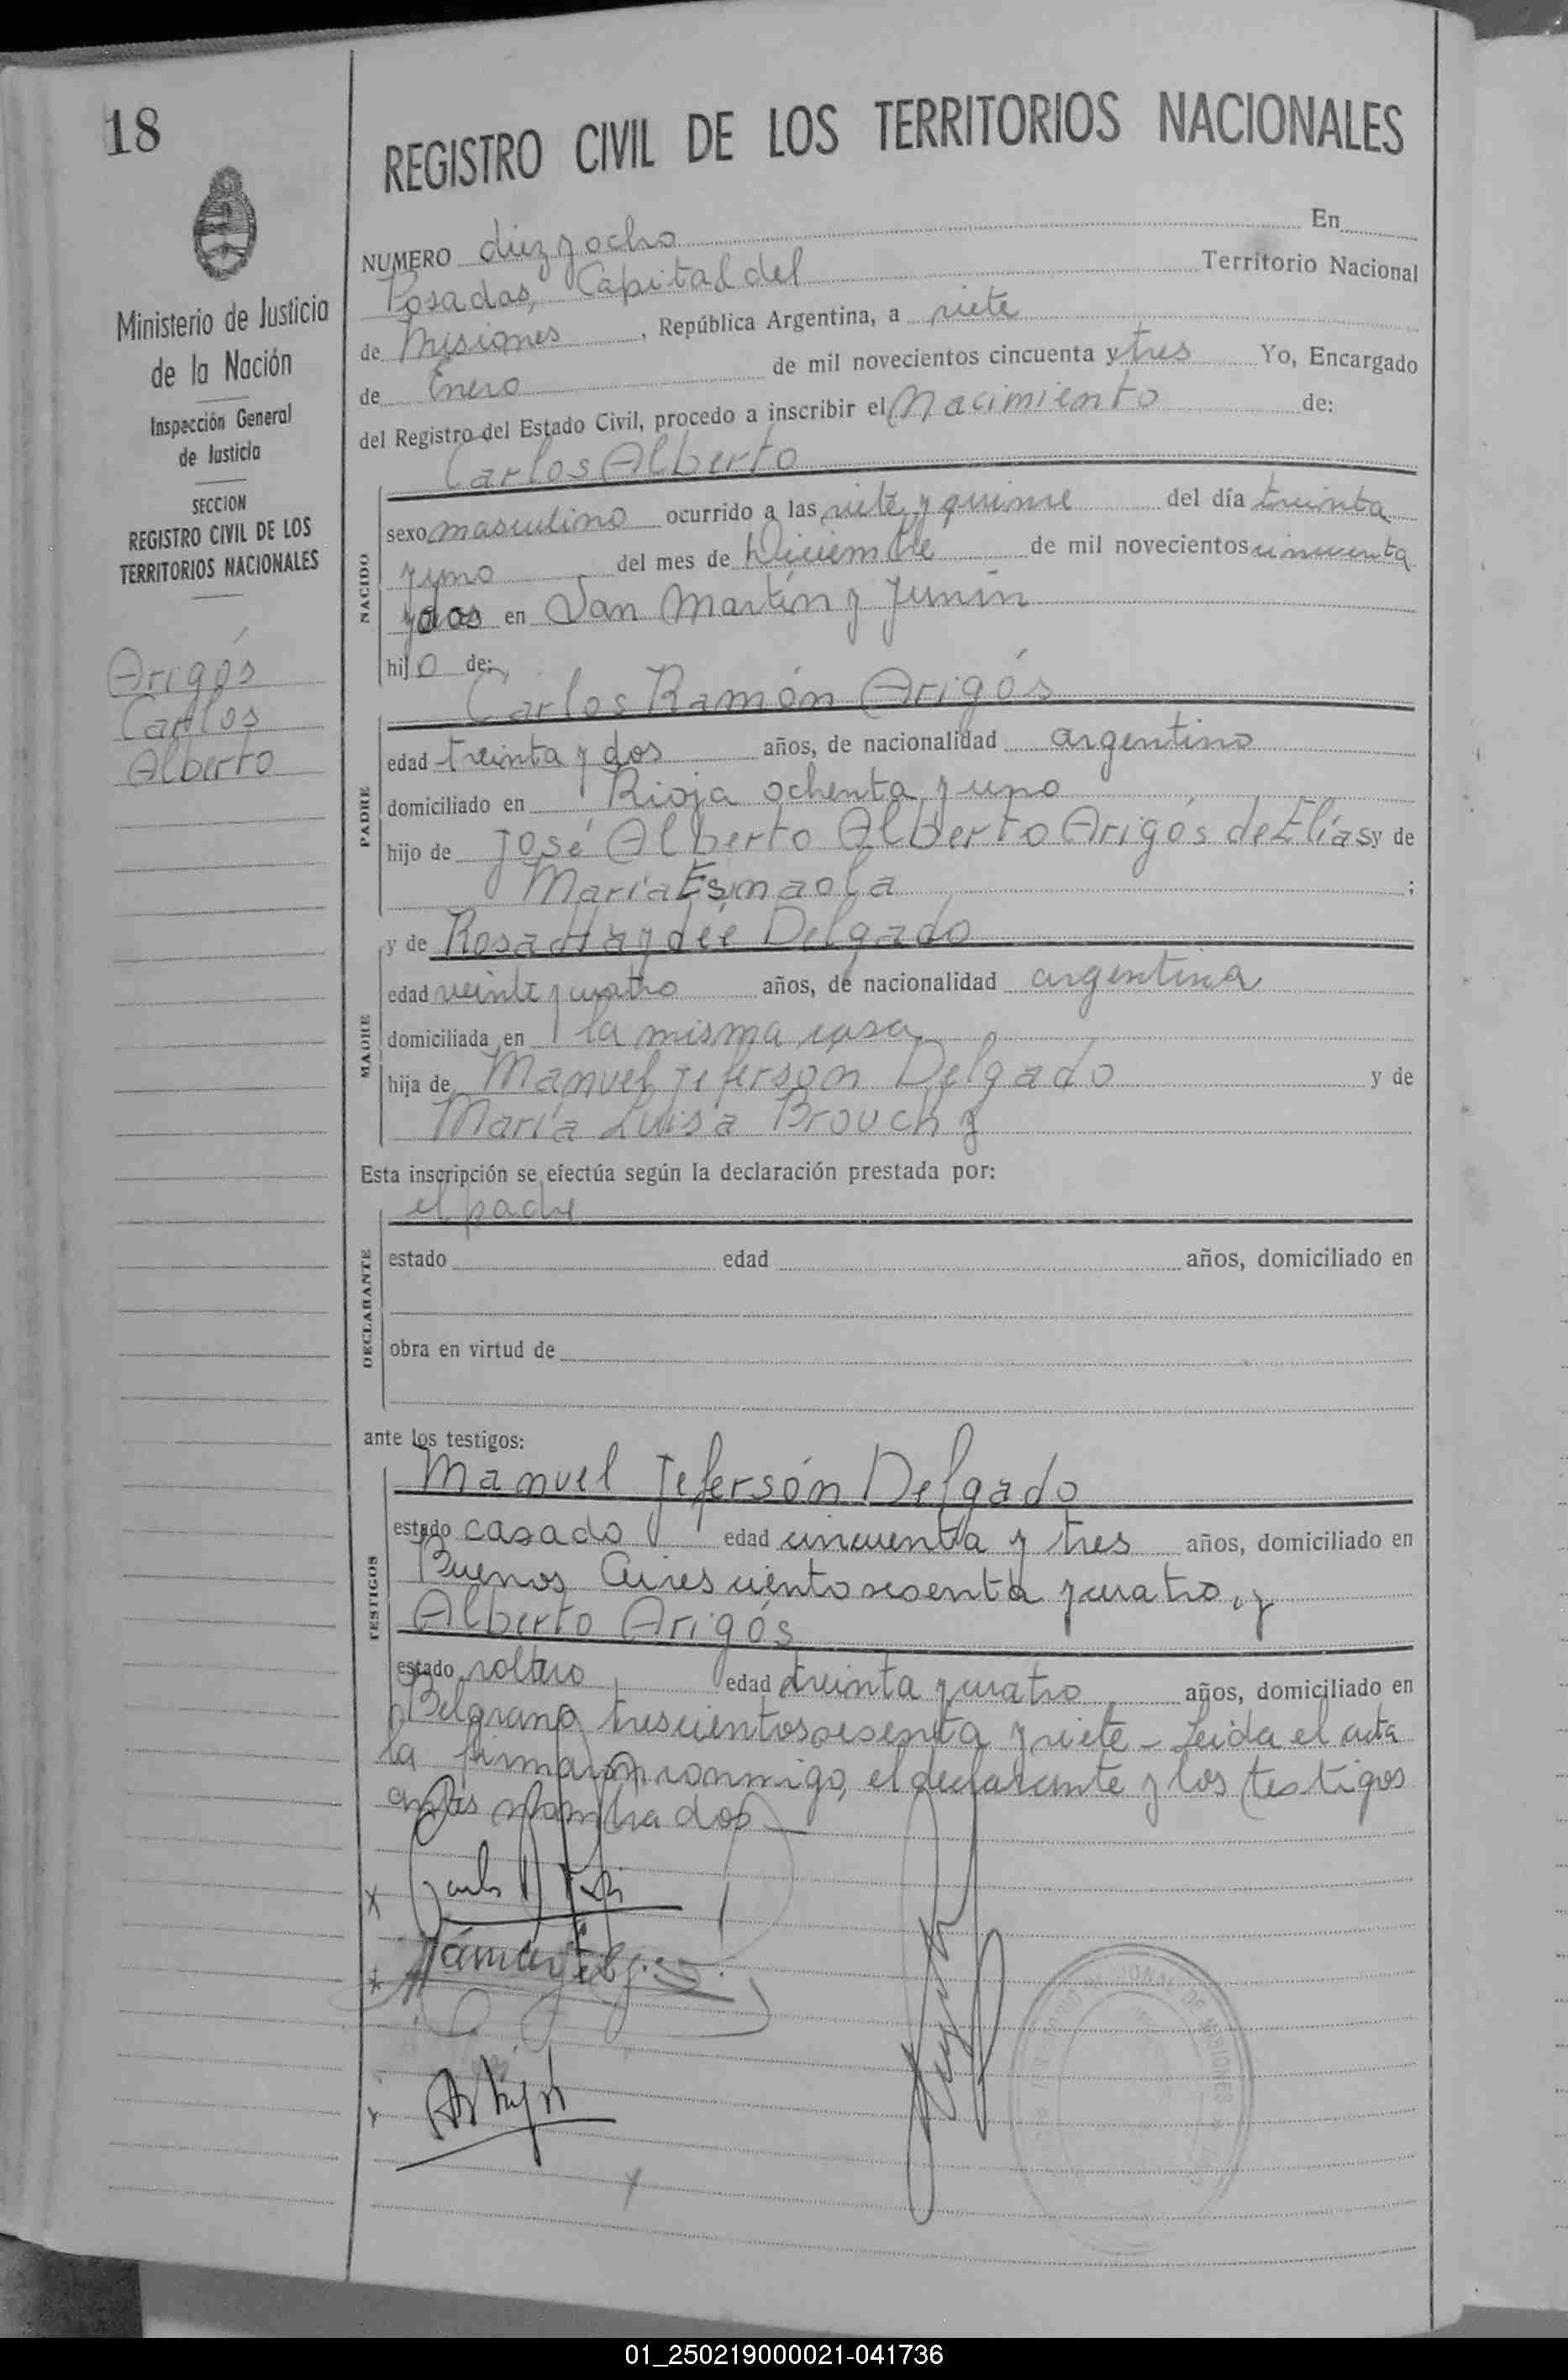 18
REGISTRO CIVIL DE LOS TERRITORIOS NACIONALES
Ministerio de Justicia
de la Nación
Inspección General
de Justicia
SECCION
REGISTRO CIVIL DE LOS
TERRITORIOS NACIONALES
Arigós
Carlos
Alberto
NUMERO diez y ocho En
Posadas, Capital del Territorio Nacional
de Misiones, República Argentina, a siete
de Enero de mil novecientos cincuenta y tres Yo, Encargado
del Registro del Estado Civil, procedo a inscribir el Nacimiento de:
Carlos Alberto
NACIDO
sexo masculino ocurrido a las siete y quince del día treinta
y uno del mes de Diciembre de mil novecientos cincuenta
y dos en San Martín y Junín
hijo de:
Carlos Ramón Arigós
PADRE
edad treinta y dos años, de nacionalidad argentino
domiciliado en Rioja ochenta y uno
hijo de José Alberto Alberto Arigós de Elías y de
María Esmaola ;
y de Rosa Haydée Delgado
MADRE
edad veinte y cuatro años, de nacionalidad argentina
domiciliada en la misma casa
hija de Manuel Jeferson Delgado y de
María Luisa Brouchy
Esta inscripción se efectúa según la declaración prestada por:
el padre
DECLARANTE
estado edad años, domiciliado en
obra en virtud de
ante los testigos:
Manuel Jefersón Delgado
TESTIGOS
estado casado edad cincuenta y tres años, domiciliado en
Buenos Aires ciento sesenta y cuatro, y
Alberto Arigós
estado soltero edad treinta y cuatro años, domiciliado en
Belgrano trescientos sesenta y siete - Leída el acta
la firmaron conmigo, el declarante y los testigos
antes nombrados
01_250219000021-041736